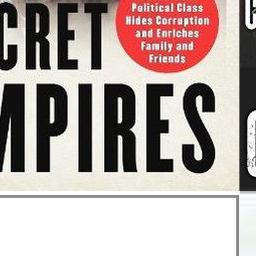 Political Class
Hides Corruption
and Enriches
Family and
Friends
CRET
MPIRES